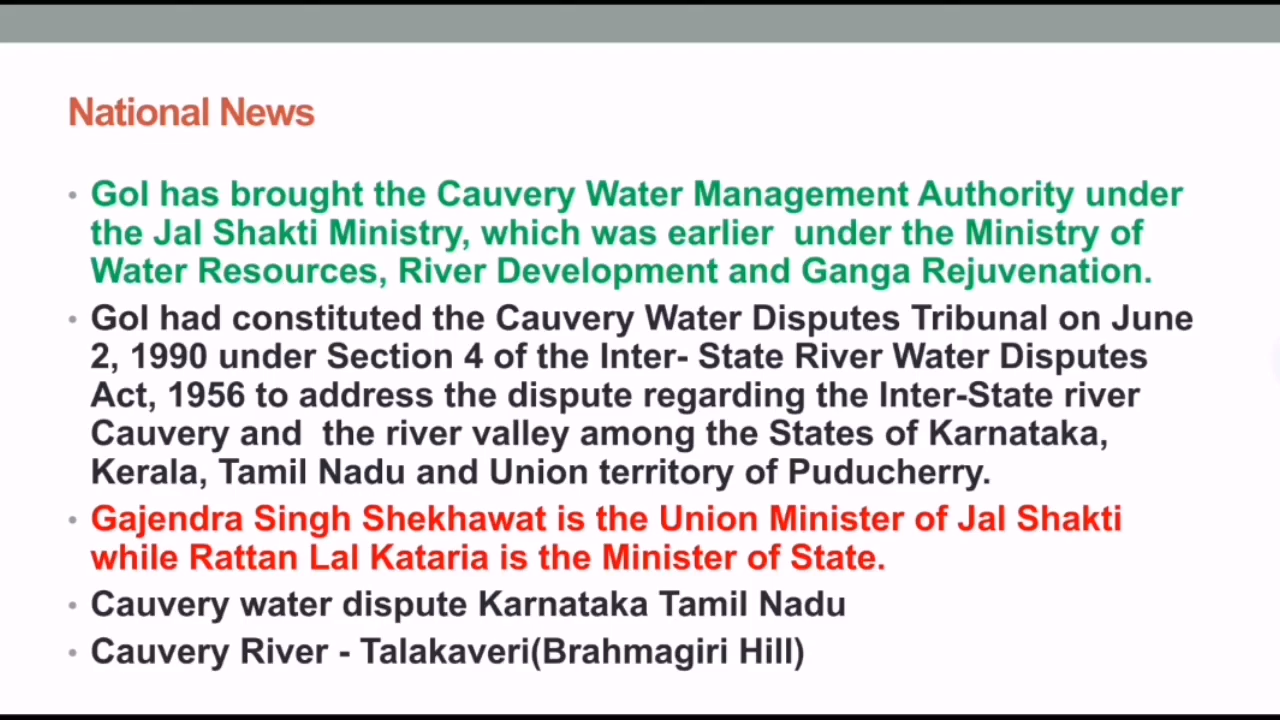 National News
• GoI has brought the Cauvery Water Management Authority under
the Jal Shakti Ministry, which was earlier under the Ministry of
Water Resources, River Development and Ganga Rejuvenation.
• GoI had constituted the Cauvery Water Disputes Tribunal on June
2, 1990 under Section 4 of the Inter- State River Water Disputes
Act, 1956 to address the dispute regarding the Inter-State river
Cauvery and the river valley among the States of Karnataka,
Kerala, Tamil Nadu and Union territory of Puducherry.
• Gajendra Singh Shekhawat is the Union Minister of Jal Shakti
while Rattan Lal Kataria is the Minister of State.
• Cauvery water dispute Karnataka Tamil Nadu
• Cauvery River - Talakaveri(Brahmagiri Hill)